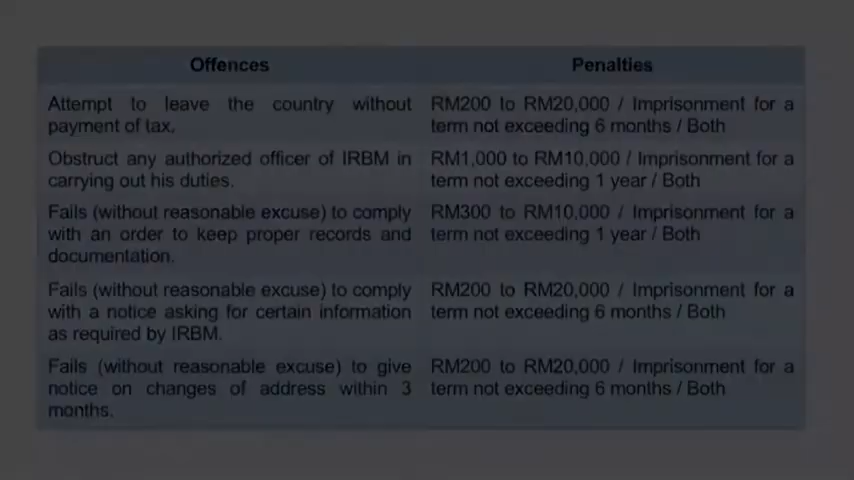 Offences Penalties
Attempt to leave the country without
payment of tax.
RM200 to RM20,000 / Imprisonment for a
term not exceeding 6 months / Both
Obstruct any authorized officer of IRBM in
carrying out his duties.
RM1,000 to RM10,000 / Imprisonment for a
term not exceeding 1 year / Both
Fails (without reasonable excuse) to comply
with an order to keep proper records and
documentation.
RM300 to RM10,000 / Imprisonment for a
term not exceeding 1 year / Both
Fails (without reasonable excuse) to comply
with a notice asking for certain information
as required by IRBM.
RM200 to RM20,000 / Imprisonment for a
term not exceeding 6 months / Both
Fails (without reasonable excuse) to give
notice on changes of address within 3
months.
RM200 to RM20,000 / Imprisonment for a
term not exceeding 6 months / Both